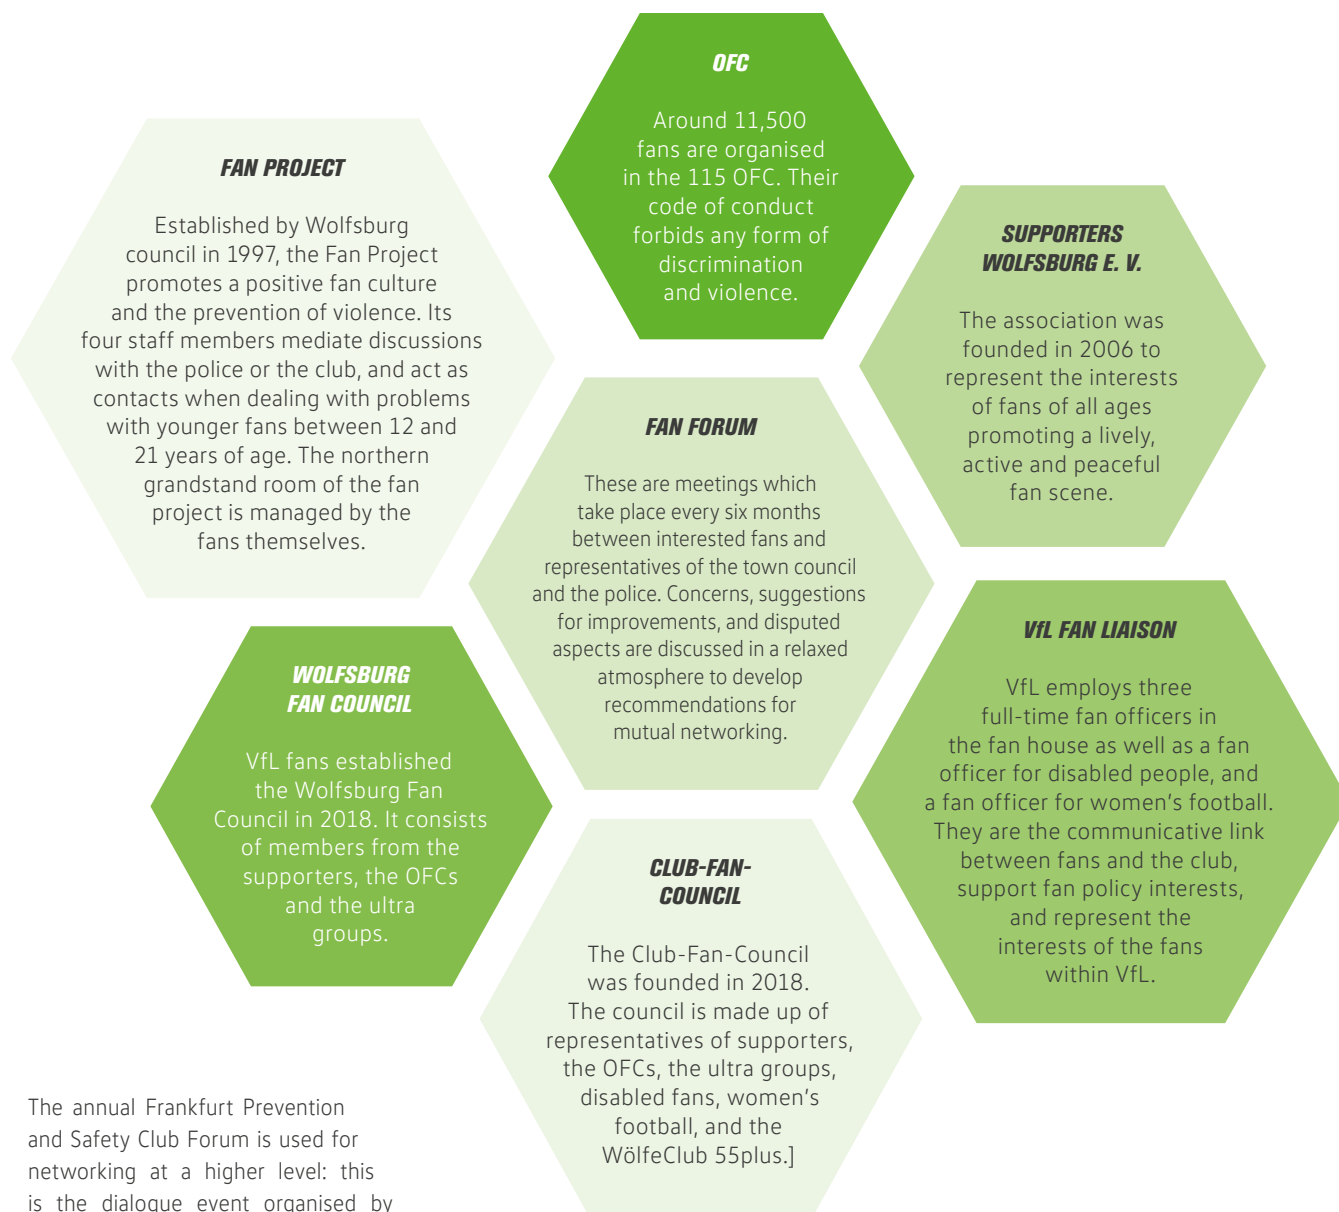 OFC
Around 11,500
fans are organised
in the 115 OFC. Their
code of conduct
forbids any form of
discrimination
and violence.
FAN PROJECT
Established by Wolfsburg
council in 1997, the Fan Project
promotes a positive fan culture
and the prevention of violence. Its
four staff members mediate discussions
with the police or the club, and act as
contacts when dealing with problems
with younger fans between 12 and
21 years of age. The northern
grandstand room of the fan
project is managed by the
fans themselves.
SUPPORTERS
WOLFSBURG E. V.
The association was
founded in 2006 to
represent the interests
of fans of all ages
promoting a lively,
active and peaceful
fan scene.
FAN FORUM
These are meetings which
take place every six months
between interested fans and
representatives of the town council
and the police. Concerns, suggestions
for improvements, and disputed
aspects are discussed in a relaxed
atmosphere to develop
recommendations for
mutual networking.
WOLFSBURG
FAN COUNCIL
VfL fans established
the Wolfsburg Fan
Council in 2018. It consists
of members from the
supporters, the OFCs
and the ultra
groups.
VfL FAN LIAISON
VfL employs three
full-time fan officers in
the fan house as well as a fan
officer for disabled people, and
a fan officer for women's football.
They are the communicative link
between fans and the club,
support fan policy interests,
and represent the
interests of the fans
within VfL.
CLUB-FAN-
COUNCIL
The Club-Fan-Council
was founded in 2018.
The council is made up of
representatives of supporters,
the OFCs, the ultra groups,
disabled fans, women's
football, and the
WölfeClub 55plus.]
The annual Frankfurt Prevention
and Safety Club Forum is used for
networking at a higher level: this
is the dialogue event organised by